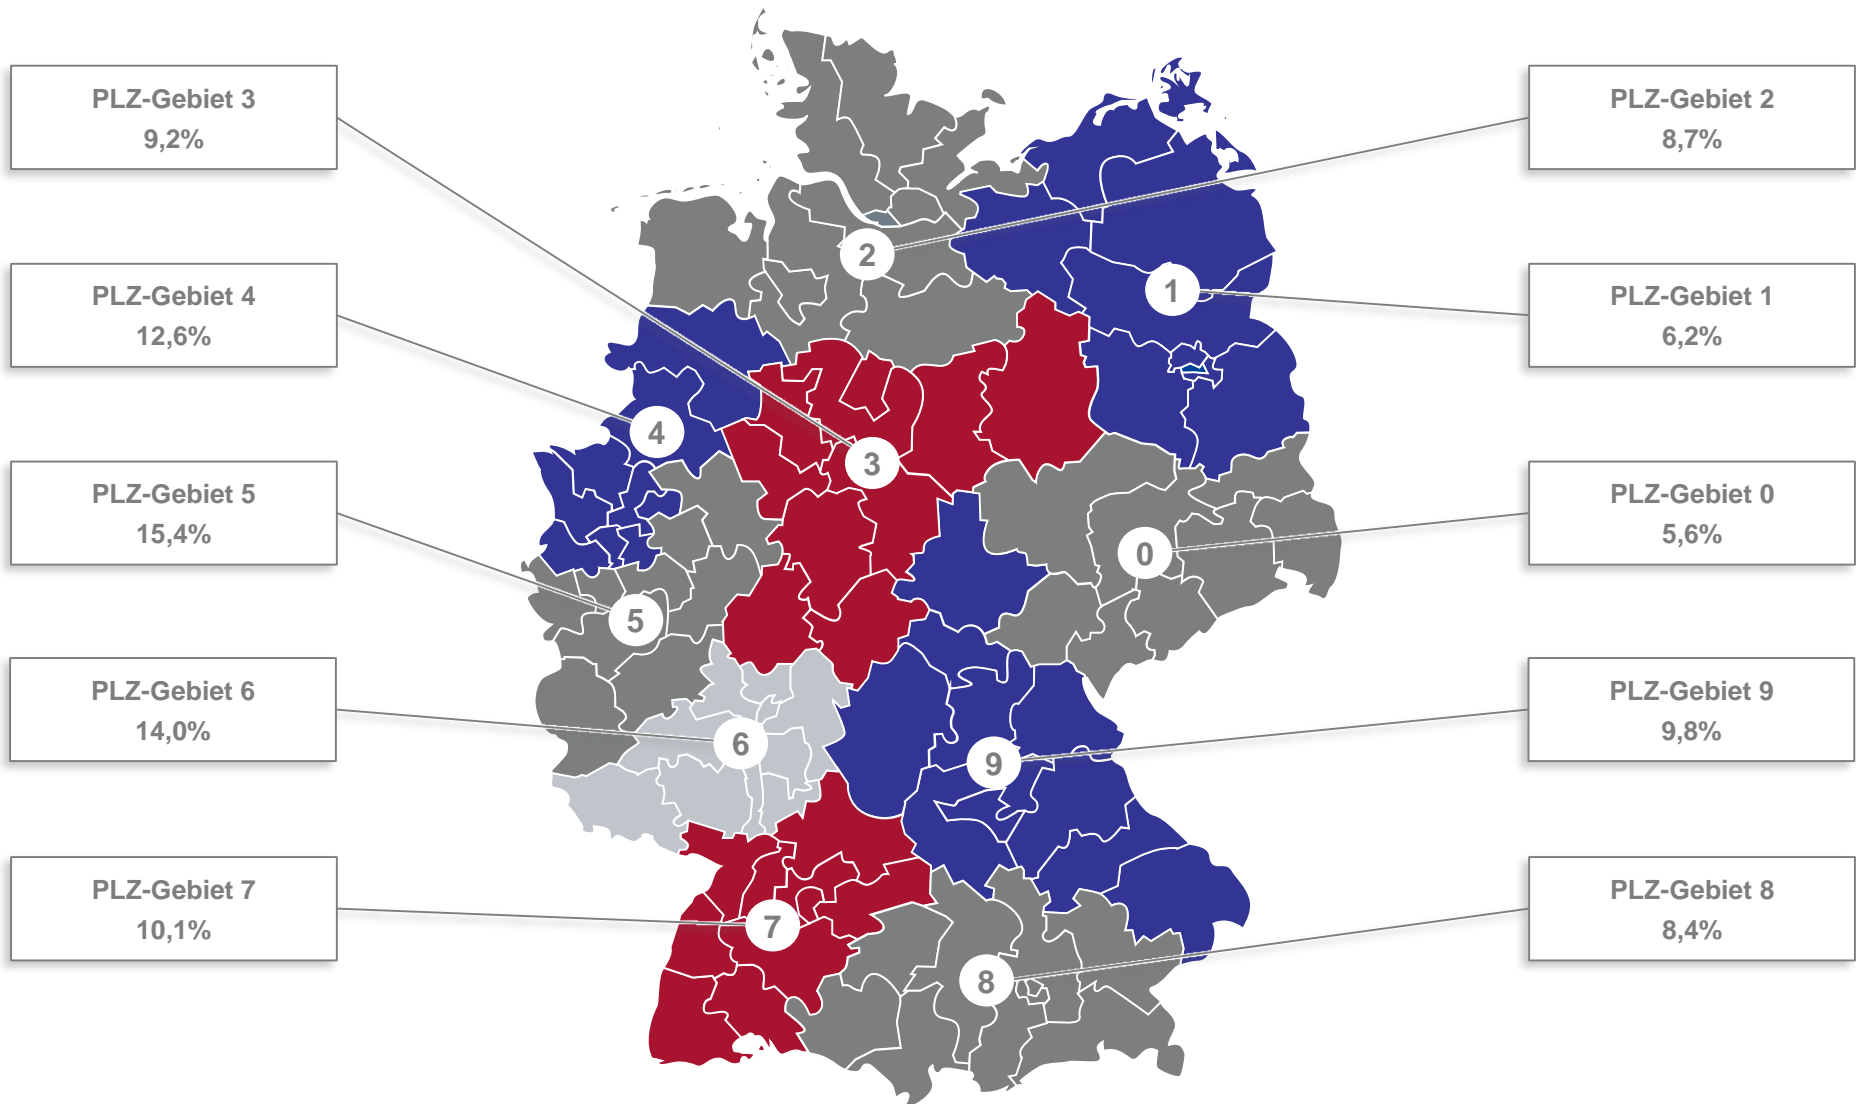 PLZ-Gebiet 3
9,2%
PLZ-Gebiet 4
12,6%
PLZ-Gebiet 5
15,4%
PLZ-Gebiet 6
14,0%
PLZ-Gebiet 7
10,1%
2
1
4
3
0
5
6
9
7
8
PLZ-Gebiet 2
8,7%
PLZ-Gebiet 1
6,2%
PLZ-Gebiet 0
5,6%
PLZ-Gebiet 9
9,8%
PLZ-Gebiet 8
8,4%